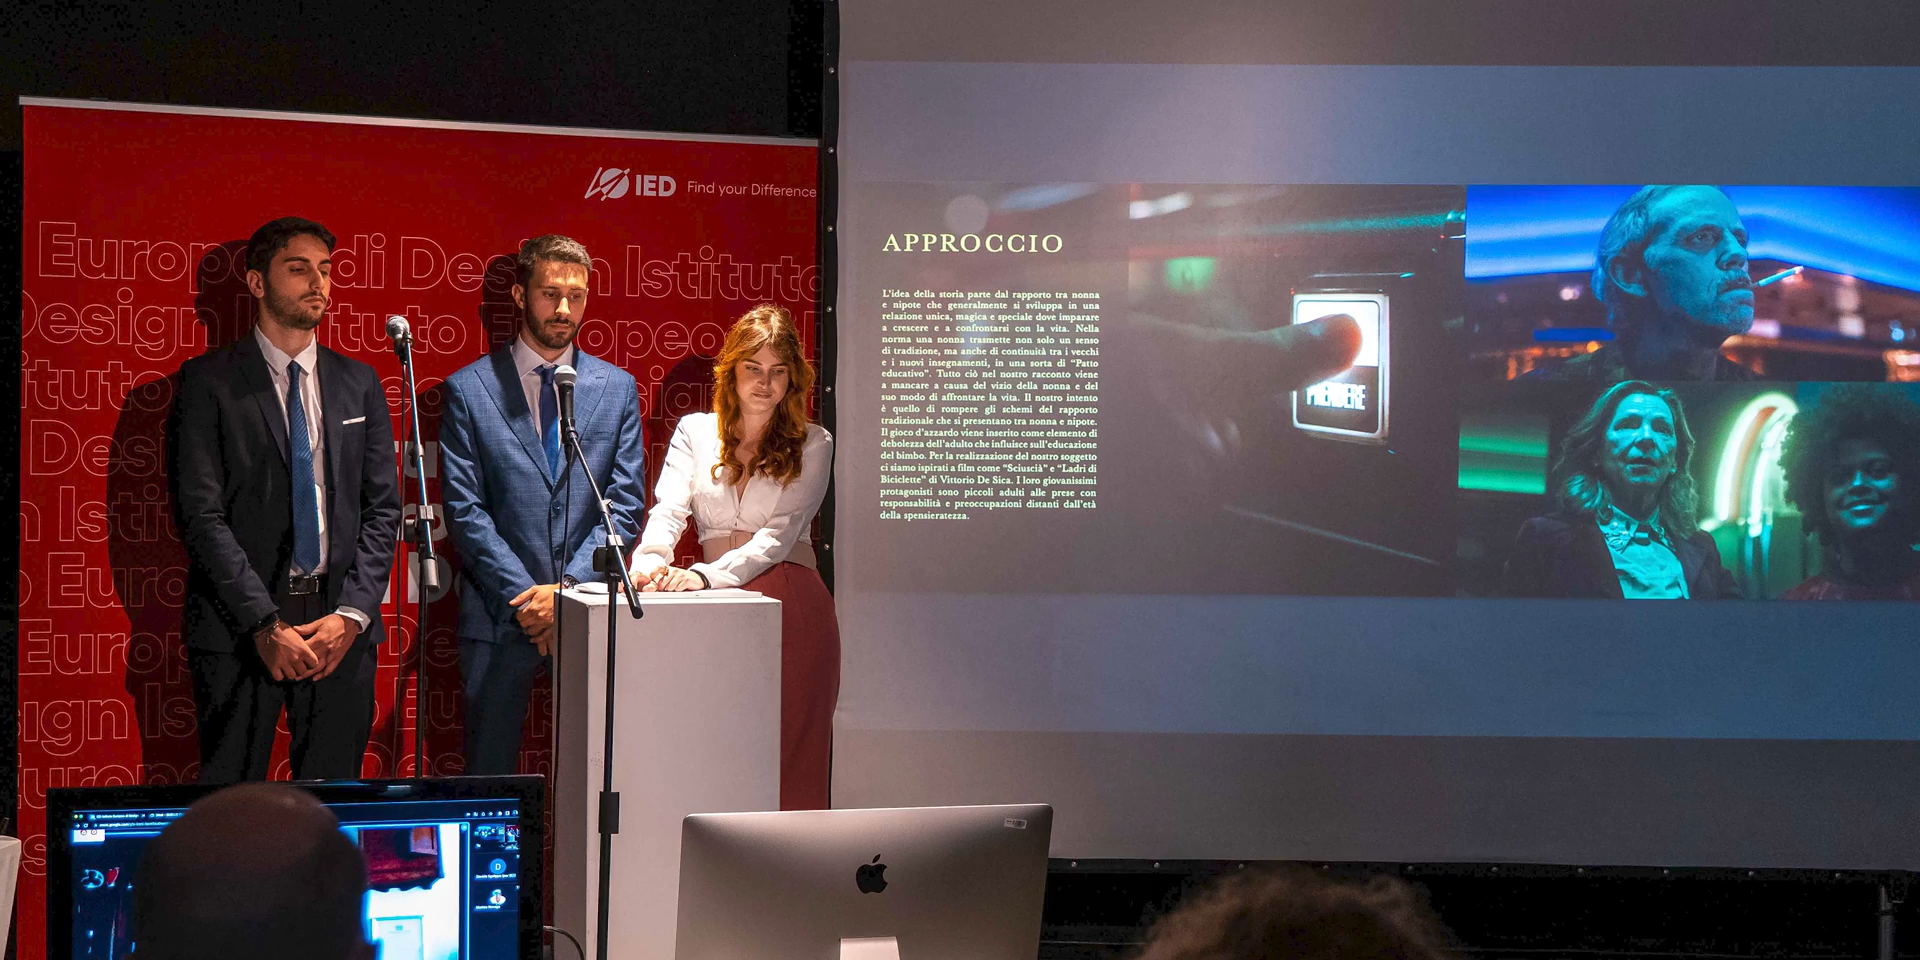 IED Find your Difference
Europeo di Design Istituto
Design Istituto Europeo
APPROCCIO
L'idea della storia parte dal rapporto tra nonna
e nipote che generalmente si sviluppa in una
relazione unica, magica e speciale dove imparare
a crescere e a confrontarsi con la vita. Nella
norma una nonna trasmette non solo un senso
di tradizione, ma anche di continuità tra i vecchi
e i nuovi insegnamenti, in una sorta di “Patto
educativo”. Tutto ciò nel nostro racconto viene
a mancare a causa del vizio della nonna e del
suo modo di affrontare la vita. Il nostro intento
è quello di rompere gli schemi del rapporto
tradizionale che si presentano tra nonna e nipote.
Il gioco d'azzardo viene inserito come elemento di
debolezza dell'adulto che influisce sull'educazione
del bimbo. Per la realizzazione del nostro soggetto
ci siamo ispirati a film come “Sciuscià” e “Ladri di
Biciclette” di Vittorio De Sica. I loro giovanissimi
protagonisti sono piccoli adulti alle prese con
responsabilità e preoccupazioni distanti dall'età
della spensieratezza.
PRENDERE